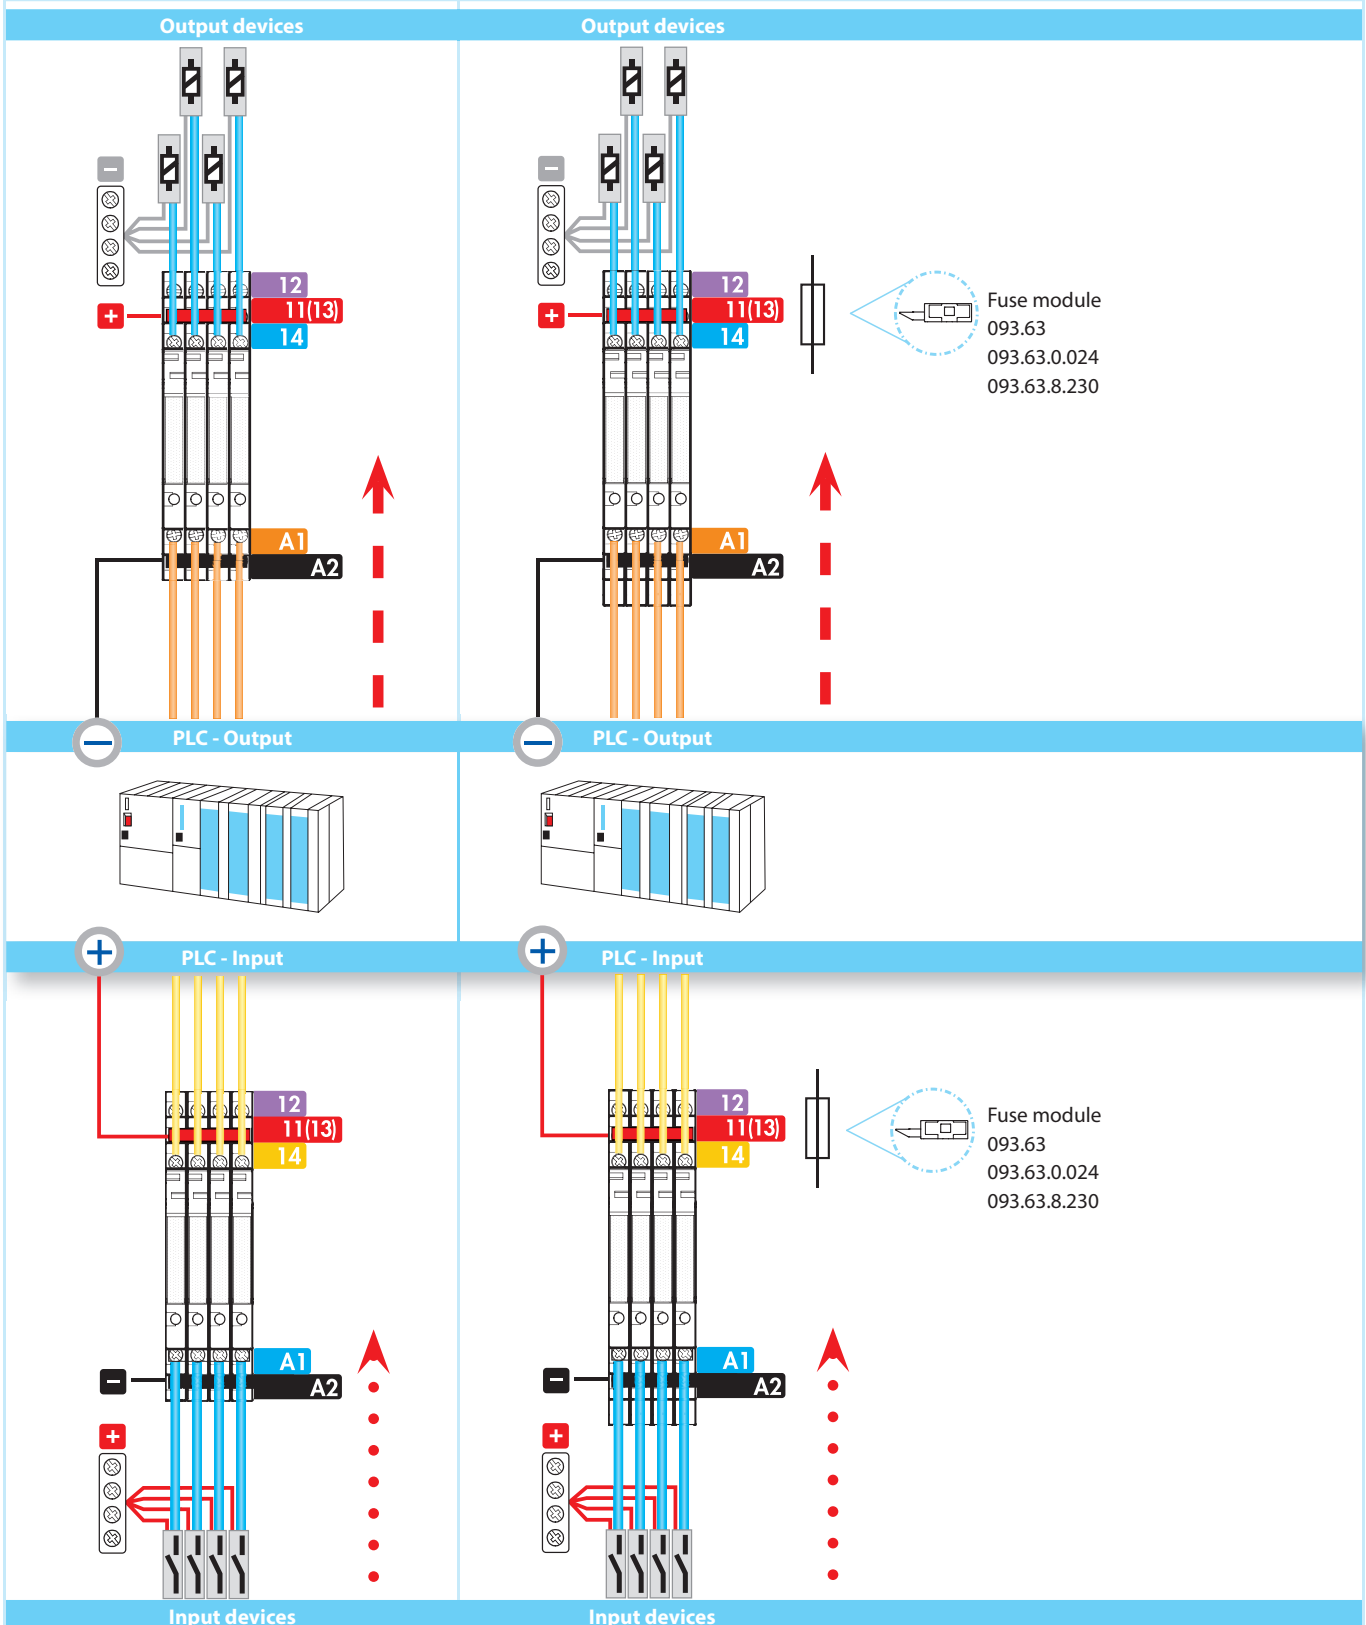 Output devices
Output devices
−
12
+
11(13)
14
A1
A2
−
12
+
11(13)
14
Fuse module
093.63
093.63.0.024
093.63.8.230
A1
A2
−
PLC - Output
−
PLC - Output
+
PLC - Input
+
PLC - Input
12
11(13)
14
A1
−
A2
+
12
11(13)
14
Fuse module
093.63
093.63.0.024
093.63.8.230
A1
−
A2
+
Input devices
Input devices